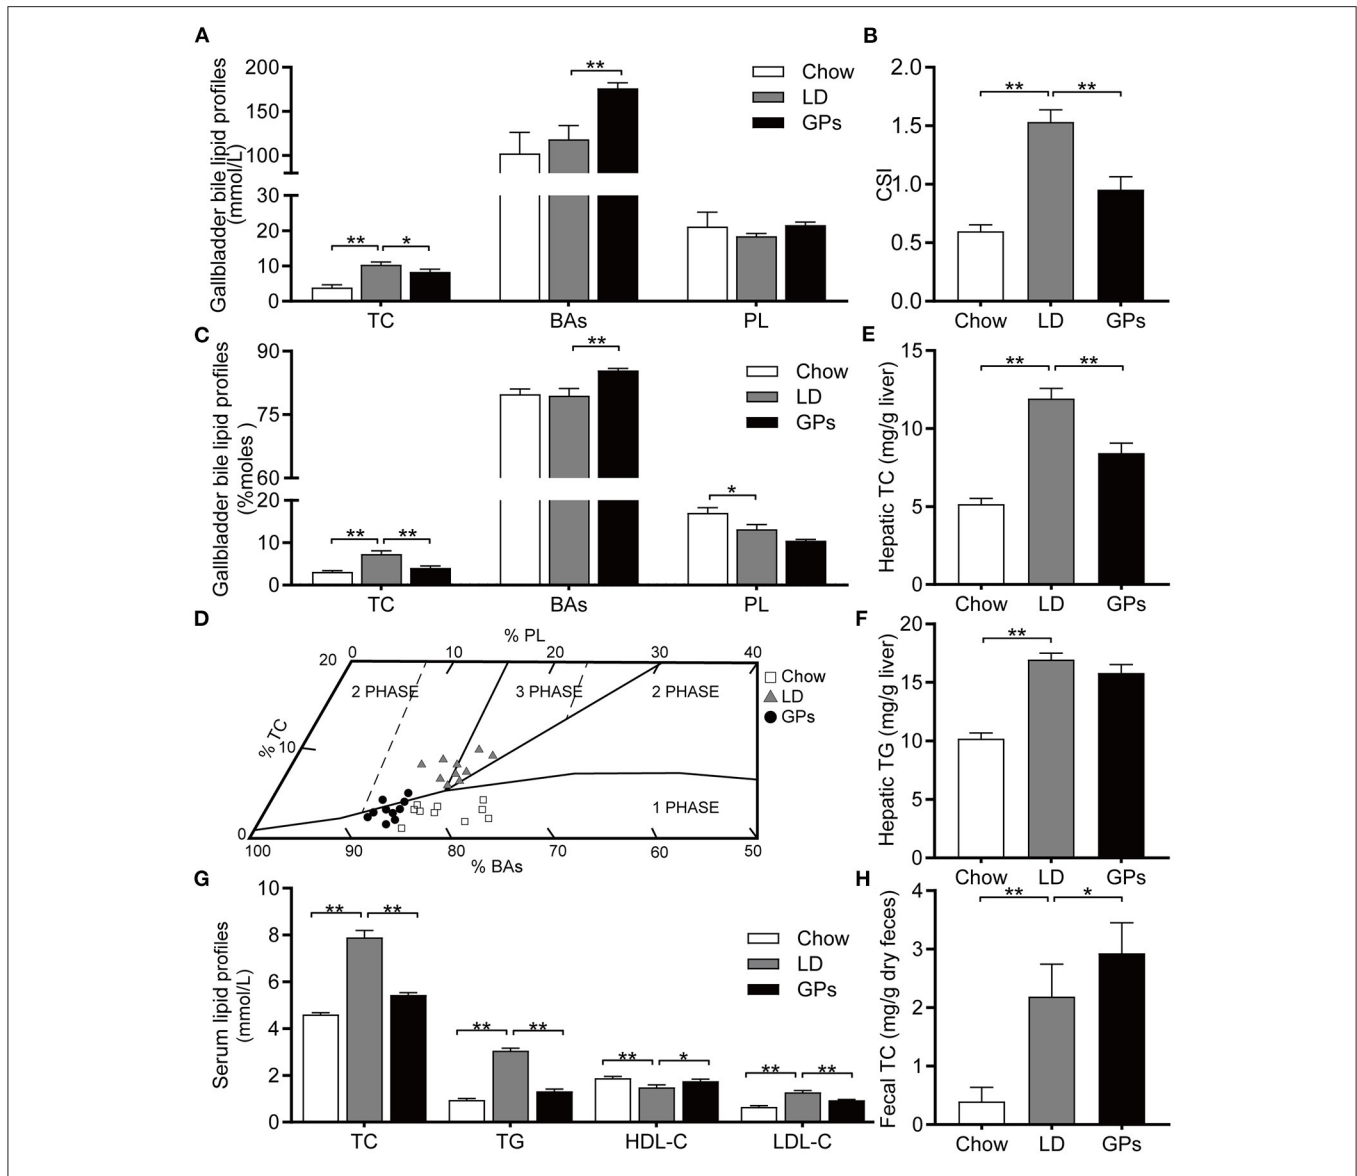 A
Gallbladder bile lipid profiles
(mmol/L)
200
150
100
30
20
10
0
**
*
**
TC
BAs
PL
Chow
LD
GPs
B
CSI
2.0
1.5
1.0
0.5
0.0
**
**
Chow
LD
GPs
C
Gallbladder bile lipid profiles
(%moles )
90
75
60
20
10
0
**
**
**
*
TC
BAs
PL
Chow
LD
GPs
E
Hepatic TC (mg/g liver)
15
10
5
0
**
**
Chow
LD
GPs
D
% PL
0
10
20
30
40
20
10
0
% TC
2 PHASE
3 PHASE
2 PHASE
1 PHASE
100
90
80
70
60
50
% BAs
Chow
LD
GPs
F
Hepatic TG (mg/g liver)
20
15
10
5
0
**
Chow
LD
GPs
G
Serum lipid profiles
(mmol/L)
10
8
6
4
2
0
**
**
**
**
**
*
**
**
TC
TG
HDL-C
LDL-C
Chow
LD
GPs
H
Fecal TC (mg/g dry feces)
4
3
2
1
0
**
*
Chow
LD
GPs